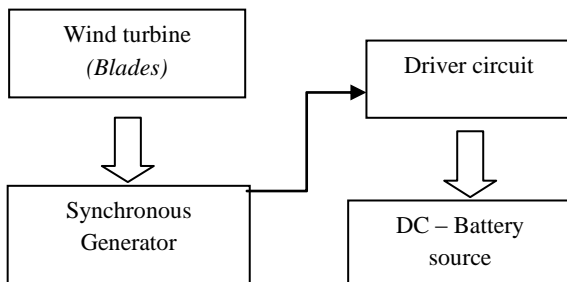 Wind turbine
(Blades)
Synchronous
Generator
Driver circuit
DC – Battery
source